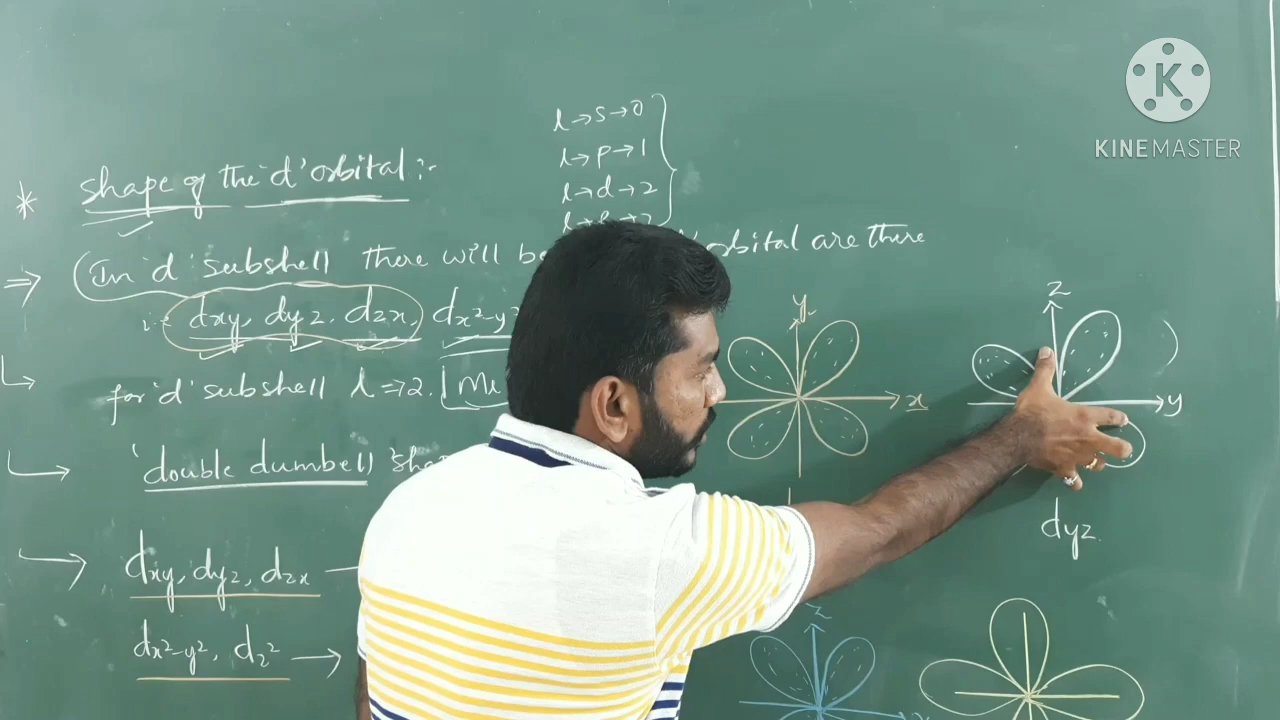 KINEMASTER
* shape of the 'd' orbital :-
l→s→0
l→p→1
l→d→2
⇒ In 'd' subshell there will be orbital are there
i.e dxy, dyz, dzx, dx²-y²
for 'd' subshell l ⇒ 2.
'double dumbell'
dxy, dyz, dzx
dx²-y², dz² →
y
x
z
y
dyz.
z